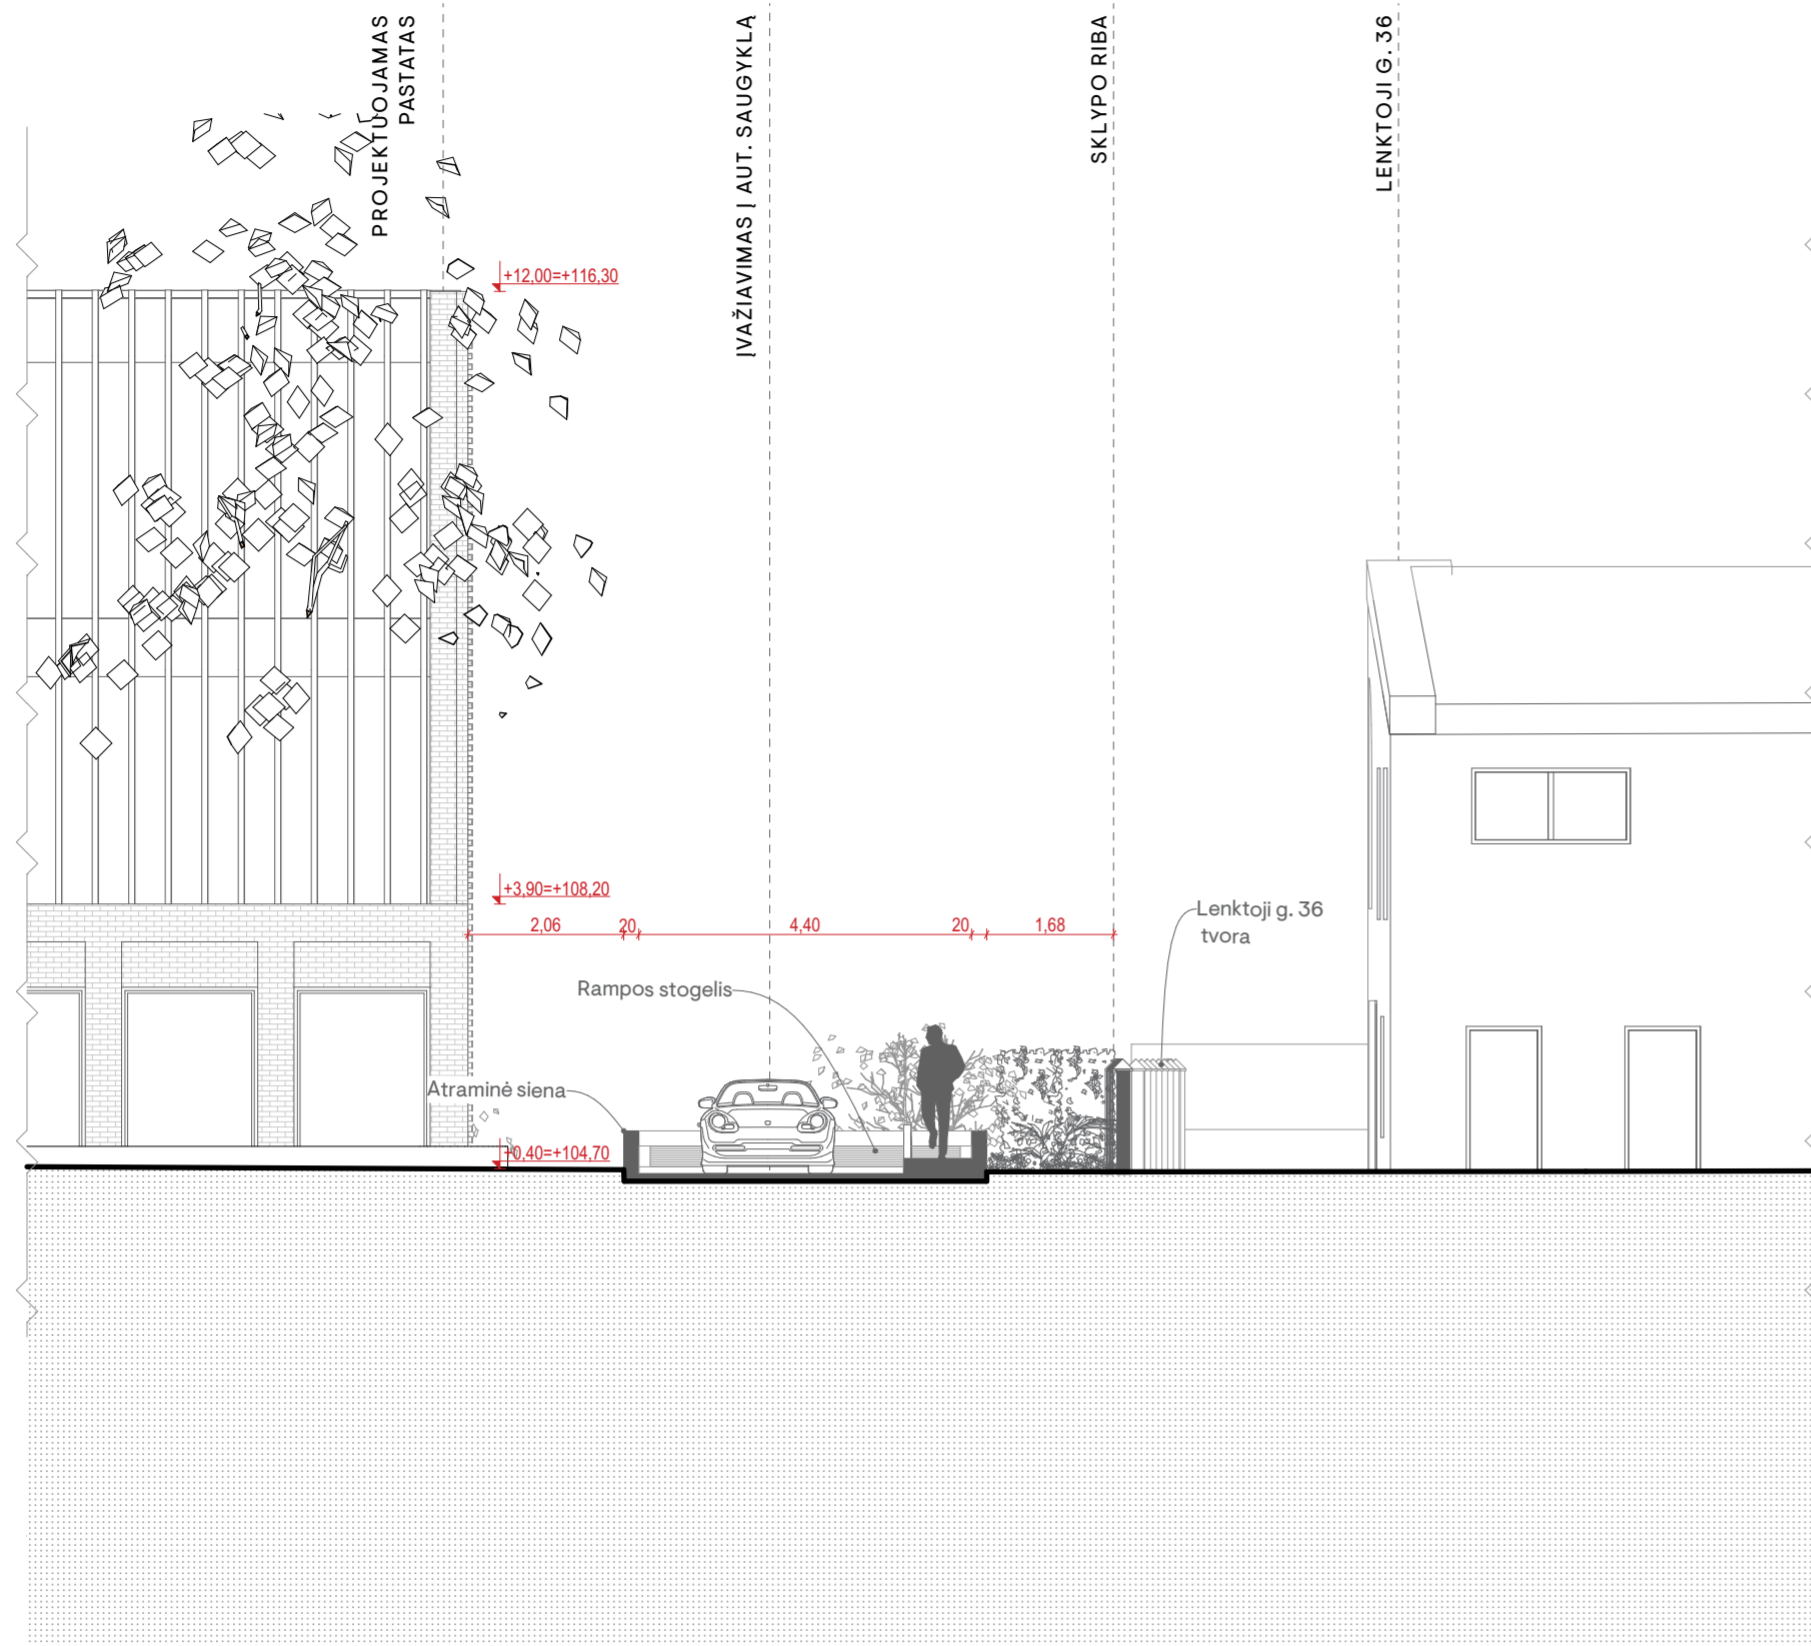 PROJEKTUOJAMAS
PASTATAS
ĮVAŽIAVIMAS Į AUT. SAUGYKLĄ
SKLYPO RIBA
LENKTOJI G. 36
+12,00=+116,30
+3,90=+108,20
2,06
20
4,40
20
1,68
Lenktoji g. 36
tvora
Rampos stogelis
Atraminė siena
+0,40=+104,70